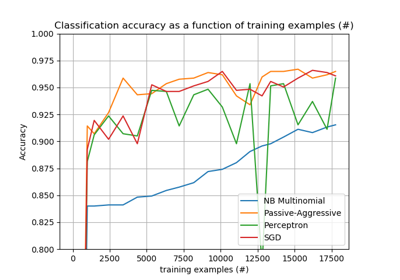 Classification accuracy as a function of training examples (#)
1.000
0.975
0.950
0.925
0.900
0.875
0.850
0.825
0.800
Accuracy
NB Multinomial
Passive-Aggressive
Perceptron
SGD
0 2500 5000 7500 10000 12500 15000 17500
training examples (#)